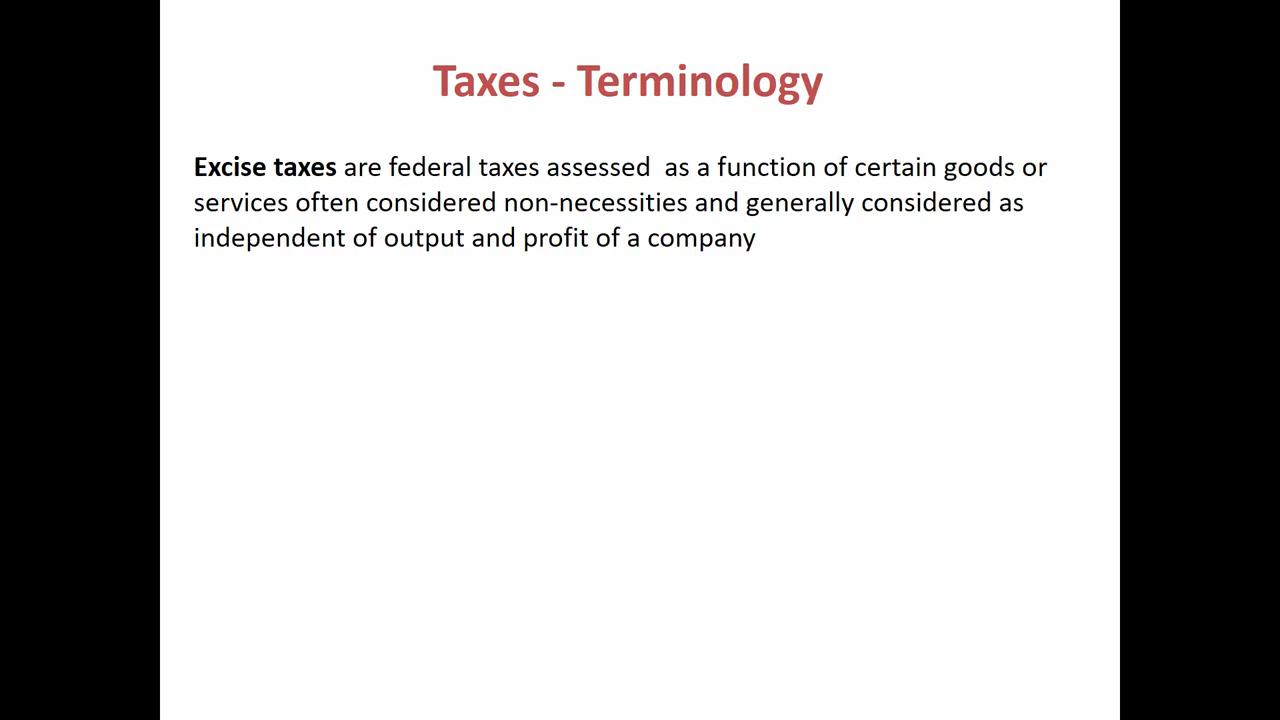 Taxes - Terminology
Excise taxes are federal taxes assessed  as a function of certain goods or
services often considered non-necessities and generally considered as
independent of output and profit of a company